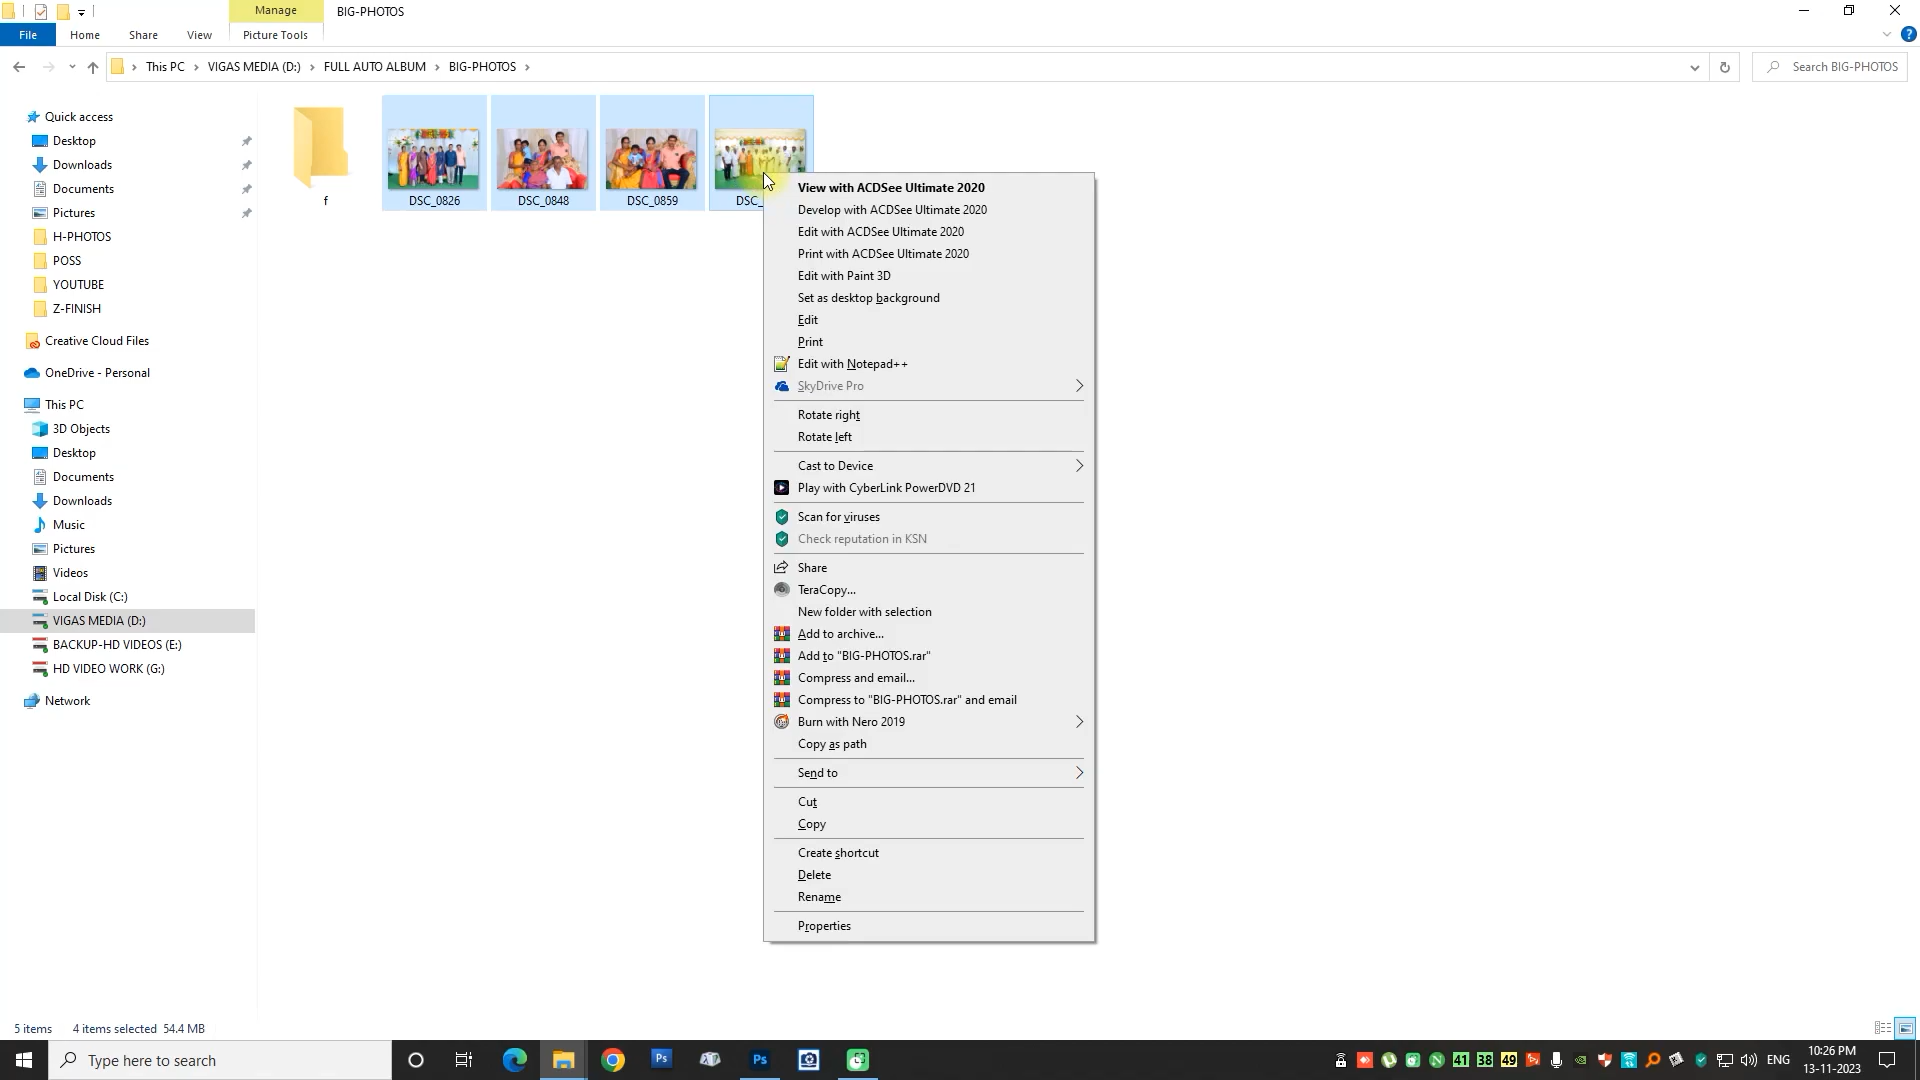 Manage
BIG-PHOTOS
File
Home
Share
View
Picture Tools
This PC
VIGAS MEDIA (D:)
FULL AUTO ALBUM
BIG-PHOTOS
Search BIG-PHOTOS
Quick access
Desktop
Downloads
Documents
Pictures
H-PHOTOS
POSS
YOUTUBE
Z-FINISH
Creative Cloud Files
OneDrive - Personal
This PC
3D Objects
Desktop
Documents
Downloads
Music
Pictures
Videos
Local Disk (C:)
VIGAS MEDIA (D:)
BACKUP-HD VIDEOS (E:)
HD VIDEO WORK (G:)
Network
f
DSC_0826
DSC_0848
DSC_0859
DSC_
View with ACDSee Ultimate 2020
Develop with ACDSee Ultimate 2020
Edit with ACDSee Ultimate 2020
Print with ACDSee Ultimate 2020
Edit with Paint 3D
Set as desktop background
Edit
Print
Edit with Notepad++
SkyDrive Pro
Rotate right
Rotate left
Cast to Device
Play with CyberLink PowerDVD 21
Scan for viruses
Check reputation in KSN
Share
TeraCopy...
New folder with selection
Add to archive...
Add to "BIG-PHOTOS.rar"
Compress and email...
Compress to "BIG-PHOTOS.rar" and email
Burn with Nero 2019
Copy as path
Send to
Cut
Copy
Create shortcut
Delete
Rename
Properties
5 items
4 items selected 54.4 MB
Type here to search
Ps
Ps
41
38
49
ENG
10:26 PM
13-11-2023